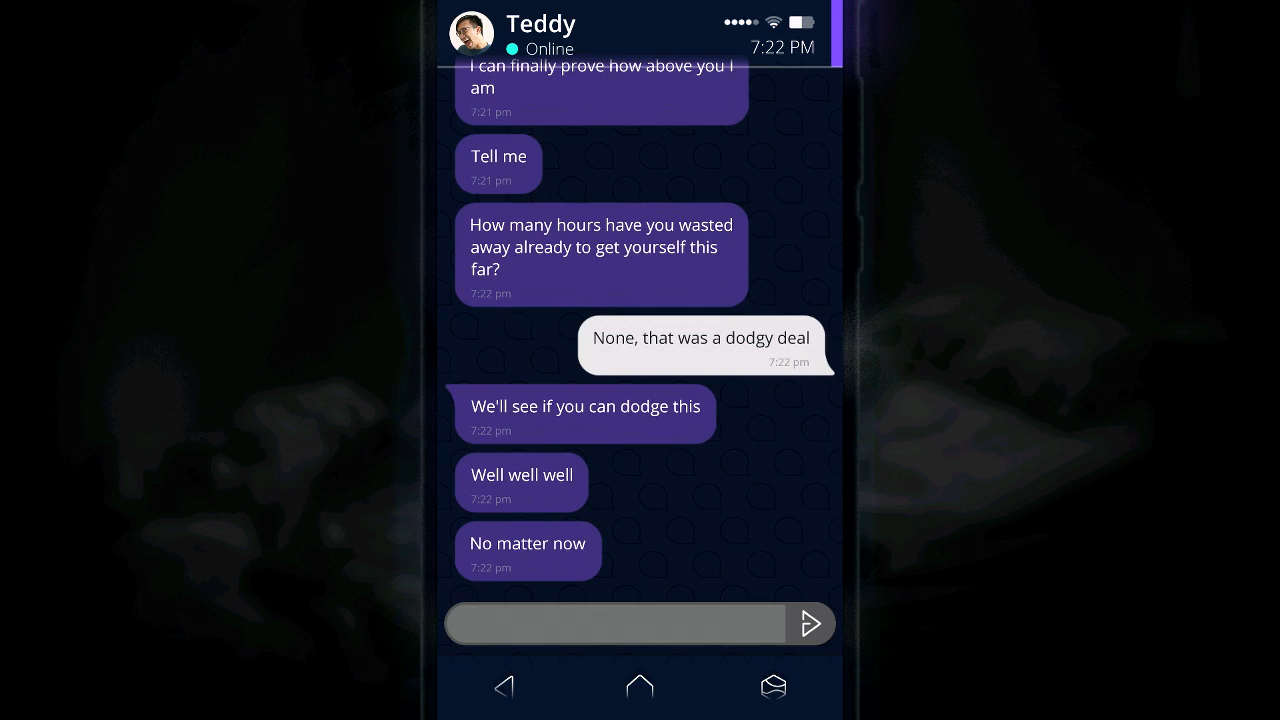 Teddy
Online
7:22 PM
I can finally prove how above you I
am
7:21 pm
Tell me
7:21 pm
How many hours have you wasted
away already to get yourself this
far?
7:22 pm
None, that was a dodgy deal
7:22 pm
We'll see if you can dodge this
7:22 pm
Well well well
7:22 pm
No matter now
7:22 pm